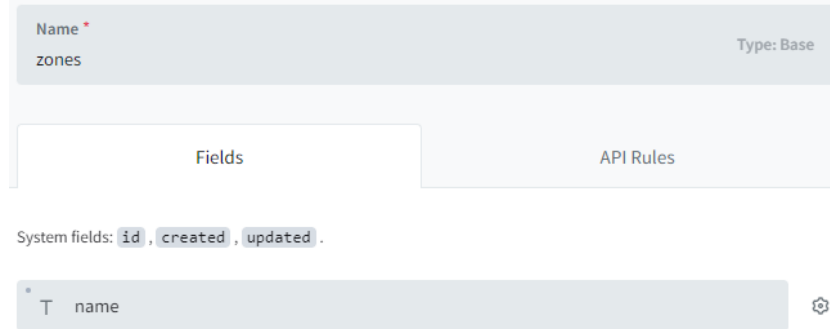 Name *
zones
Type: Base
Fields
API Rules
System fields: id , created , updated .
T name